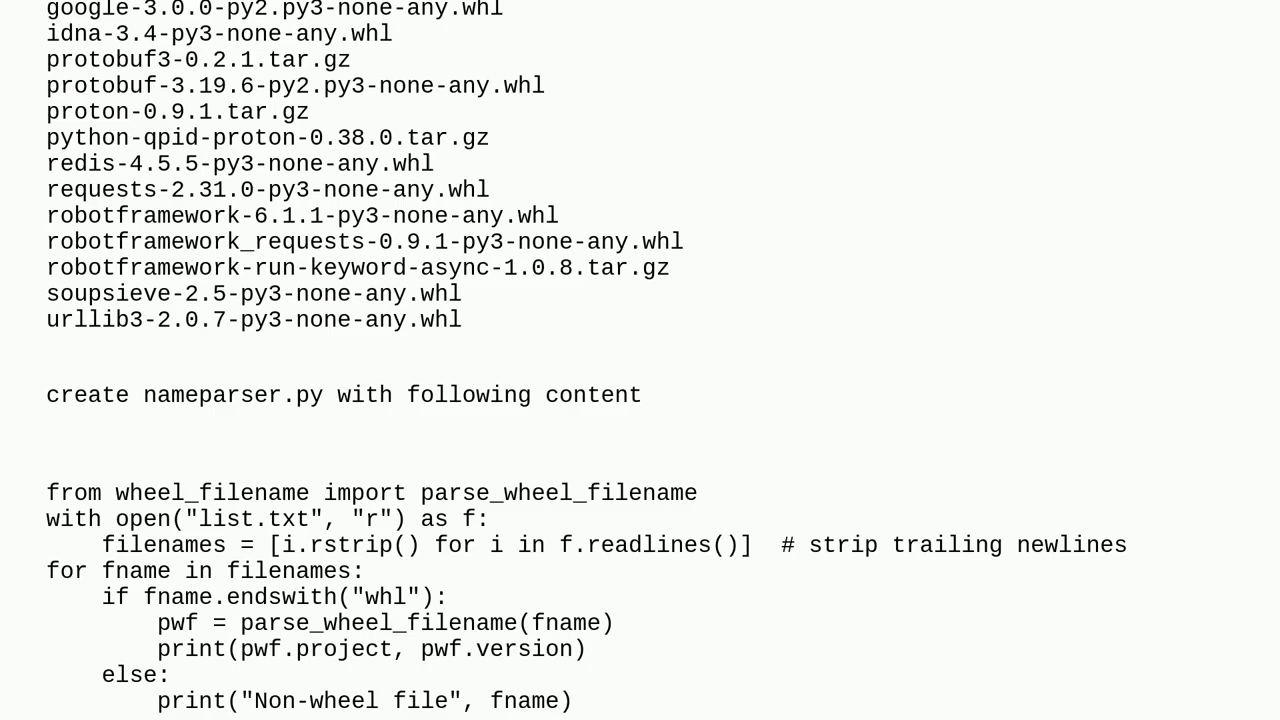 google-3.0.0-py2.py3-none-any.whl
idna-3.4-py3-none-any.whl
protobuf3-0.2.1.tar.gz
protobuf-3.19.6-py2.py3-none-any.whl
proton-0.9.1.tar.gz
python-qpid-proton-0.38.0.tar.gz
redis-4.5.5-py3-none-any.whl
requests-2.31.0-py3-none-any.whl
robotframework-6.1.1-py3-none-any.whl
robotframework_requests-0.9.1-py3-none-any.whl
robotframework-run-keyword-async-1.0.8.tar.gz
soupsieve-2.5-py3-none-any.whl
urllib3-2.0.7-py3-none-any.whl
create nameparser.py with following content
from wheel_filename import parse_wheel_filename
with open("list.txt", "r") as f:
    filenames = [i.rstrip() for i in f.readlines()]  # strip trailing newlines
for fname in filenames:
    if fname.endswith("whl"):
        pwf = parse_wheel_filename(fname)
        print(pwf.project, pwf.version)
    else:
        print("Non-wheel file", fname)